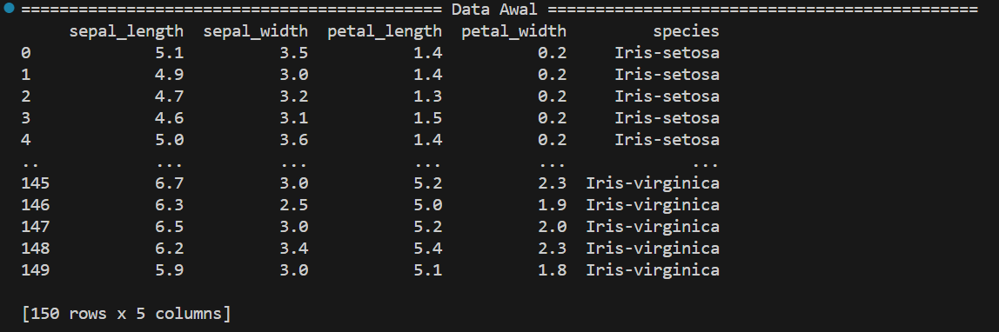 ============================================ Data Awal =============================================
     sepal_length  sepal_width  petal_length  petal_width         species
0             5.1          3.5           1.4          0.2     Iris-setosa
1             4.9          3.0           1.4          0.2     Iris-setosa
2             4.7          3.2           1.3          0.2     Iris-setosa
3             4.6          3.1           1.5          0.2     Iris-setosa
4             5.0          3.6           1.4          0.2     Iris-setosa
..            ...          ...           ...          ...             ...
145           6.7          3.0           5.2          2.3  Iris-virginica
146           6.3          2.5           5.0          1.9  Iris-virginica
147           6.5          3.0           5.2          2.0  Iris-virginica
148           6.2          3.4           5.4          2.3  Iris-virginica
149           5.9          3.0           5.1          1.8  Iris-virginica
[150 rows x 5 columns]